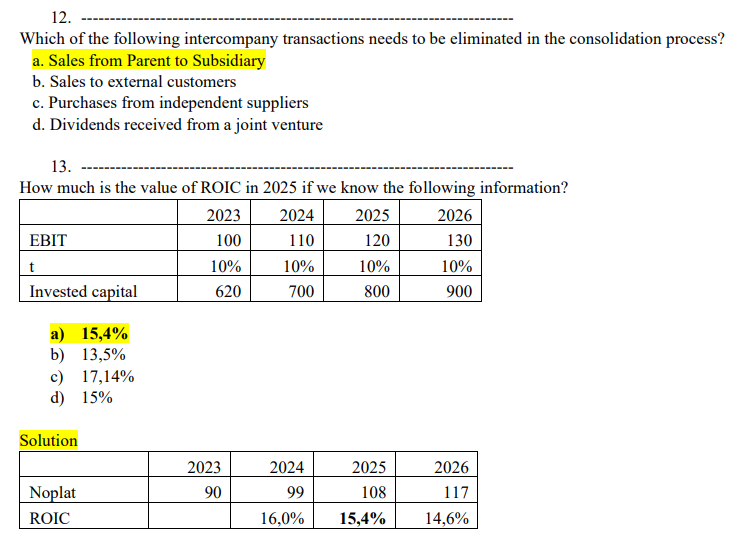 12. ------------------------------------------------------------------------------
Which of the following intercompany transactions needs to be eliminated in the consolidation process?
a. Sales from Parent to Subsidiary
b. Sales to external customers
c. Purchases from independent suppliers
d. Dividends received from a joint venture
13. ------------------------------------------------------------------------------
How much is the value of ROIC in 2025 if we know the following information?
2023 2024 2025 2026
EBIT 100 110 120 130
t 10% 10% 10% 10%
Invested capital 620 700 800 900
a) 15,4%
b) 13,5%
c) 17,14%
d) 15%
Solution
2023 2024 2025 2026
Noplat 90 99 108 117
ROIC 16,0% 15,4% 14,6%